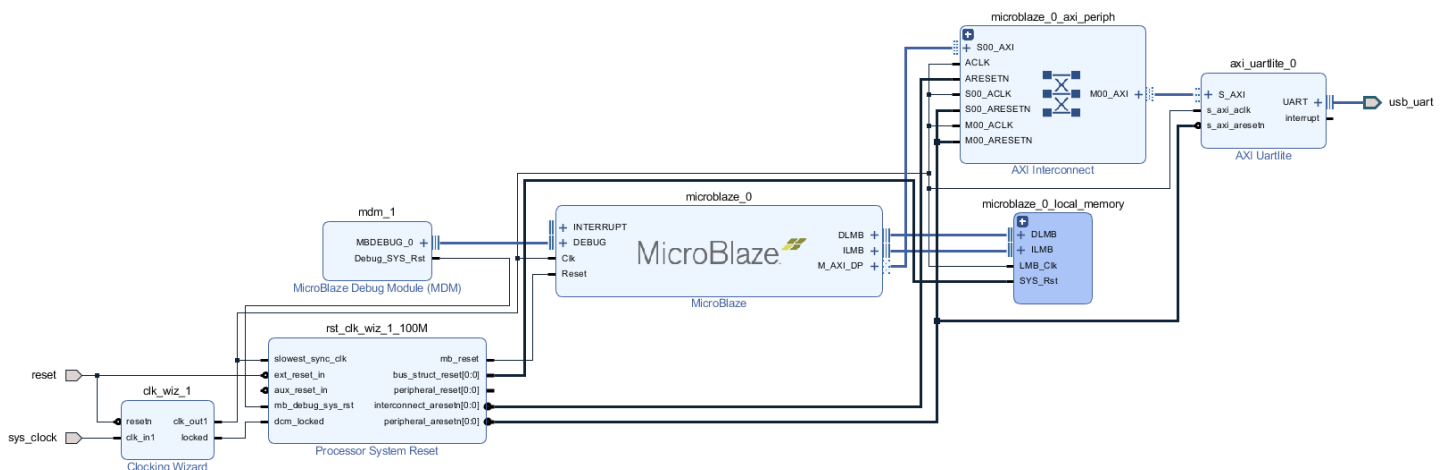 microblaze_0_axi_periph
S00_AXI
ACLK
ARESETN
S00_ACLK
M00_AXI
S00_ARESETN
M00_ACLK
M00_ARESETN
AXI Interconnect
axi_uartlite_0
S_AXI
UART
s_axi_aclk
interrupt
s_axi_aresetn
AXI Uartlite
usb_uart
microblaze_0
INTERRUPT
DEBUG
Clk
Reset
MicroBlaze
DLMB
ILMB
M_AXI_DP
MicroBlaze
microblaze_0_local_memory
DLMB
ILMB
LMB_Clk
SYS_Rst
mdm_1
MBDEBUG_0
Debug_SYS_Rst
MicroBlaze Debug Module (MDM)
rst_clk_wiz_1_100M
slowest_sync_clk
mb_reset
ext_reset_in
bus_struct_reset[0:0]
aux_reset_in
peripheral_reset[0:0]
mb_debug_sys_rst
interconnect_aresetn[0:0]
dcm_locked
peripheral_aresetn[0:0]
Processor System Reset
reset
sys_clock
clk_wiz_1
resetn
clk_out1
clk_in1
locked
Clocking Wizard